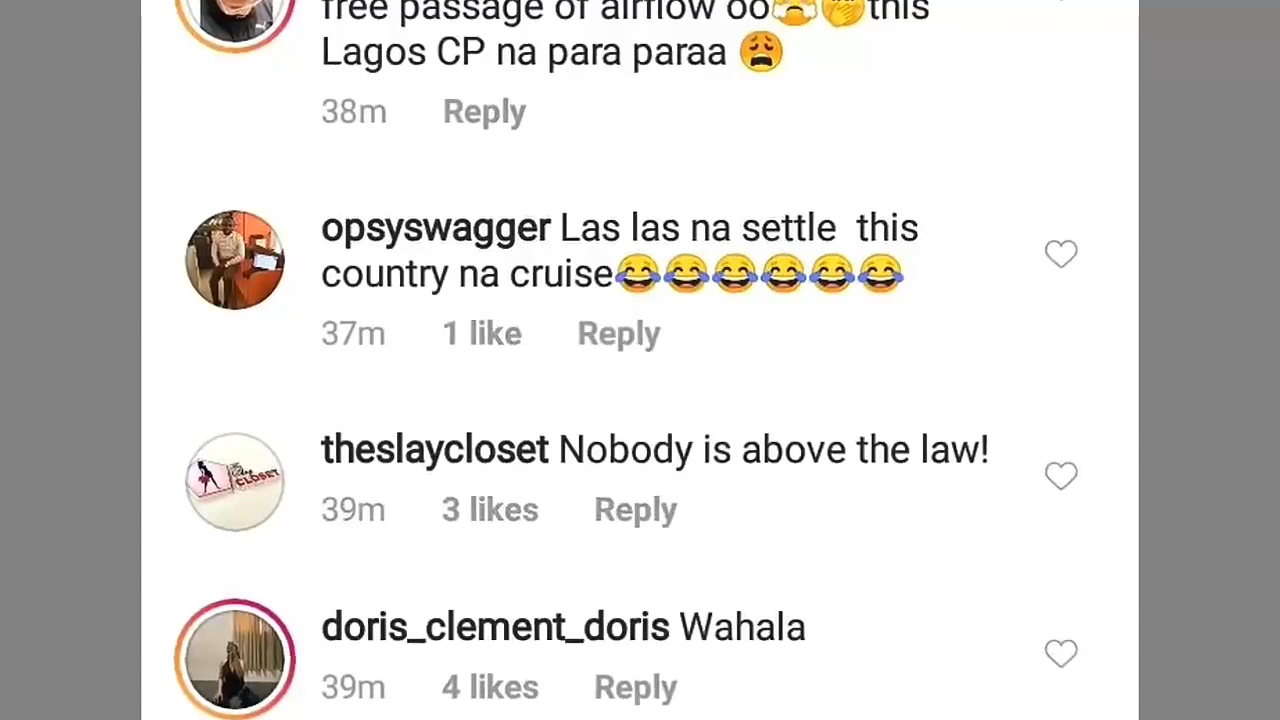 free passage of airflow oo😤🤭this
Lagos CP na para paraa 😩
38m Reply
opsyswagger Las las na settle  this
country na cruise😂😂😂😂😂😂
37m 1 like Reply
theslaycloset Nobody is above the law!
39m 3 likes Reply
CLOSET
doris_clement_doris Wahala
39m 4 likes Reply